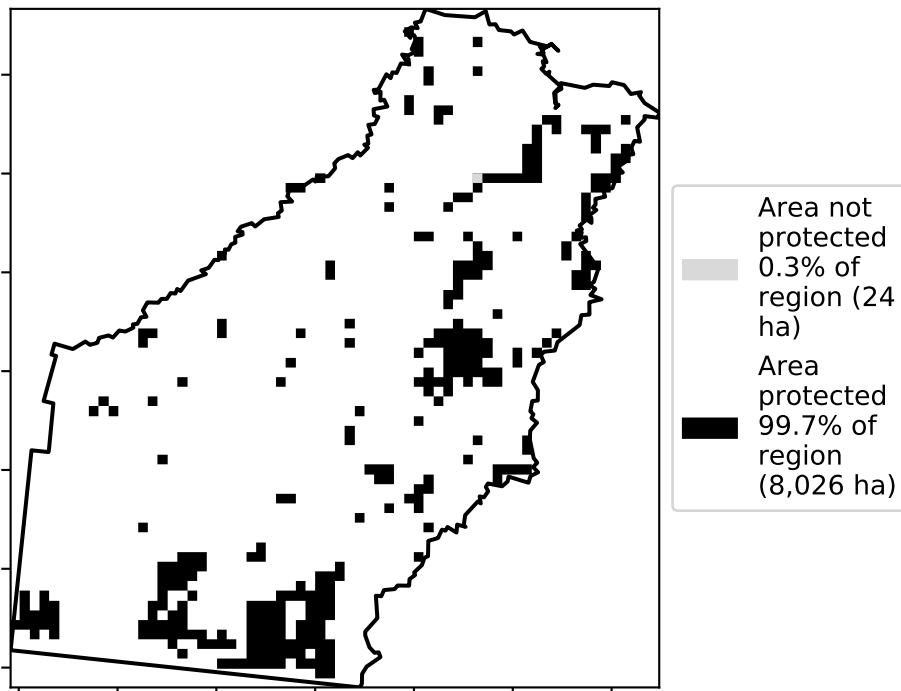 Area not
protected
0.3% of
region (24
ha)
Area
protected
99.7% of
region
(8,026 ha)